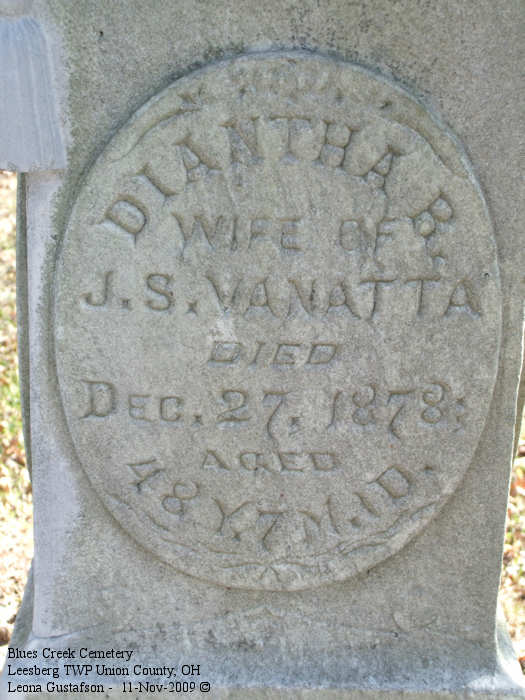 DIANTHA B.
WIFE OF
J. S. VANATTA
DIED
DEC. 27, 1878;
AGED
48 Y. 7 M. 1 D.
Blue Creek Cemetery
Leesberg TWP Union County, OH
Leona Gustafson - 11-Nov-2009 ©